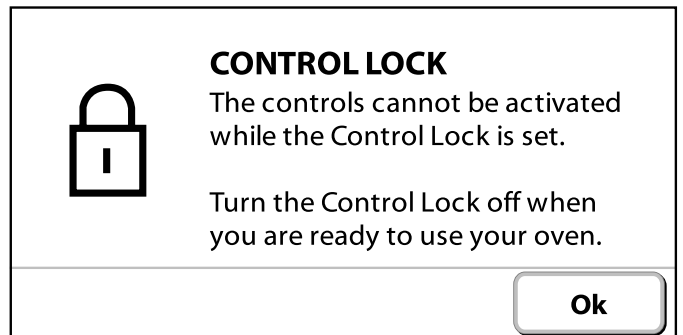 CONTROL LOCK
The controls cannot be activated
while the Control Lock is set.
Turn the Control Lock off when
you are ready to use your oven.
Ok